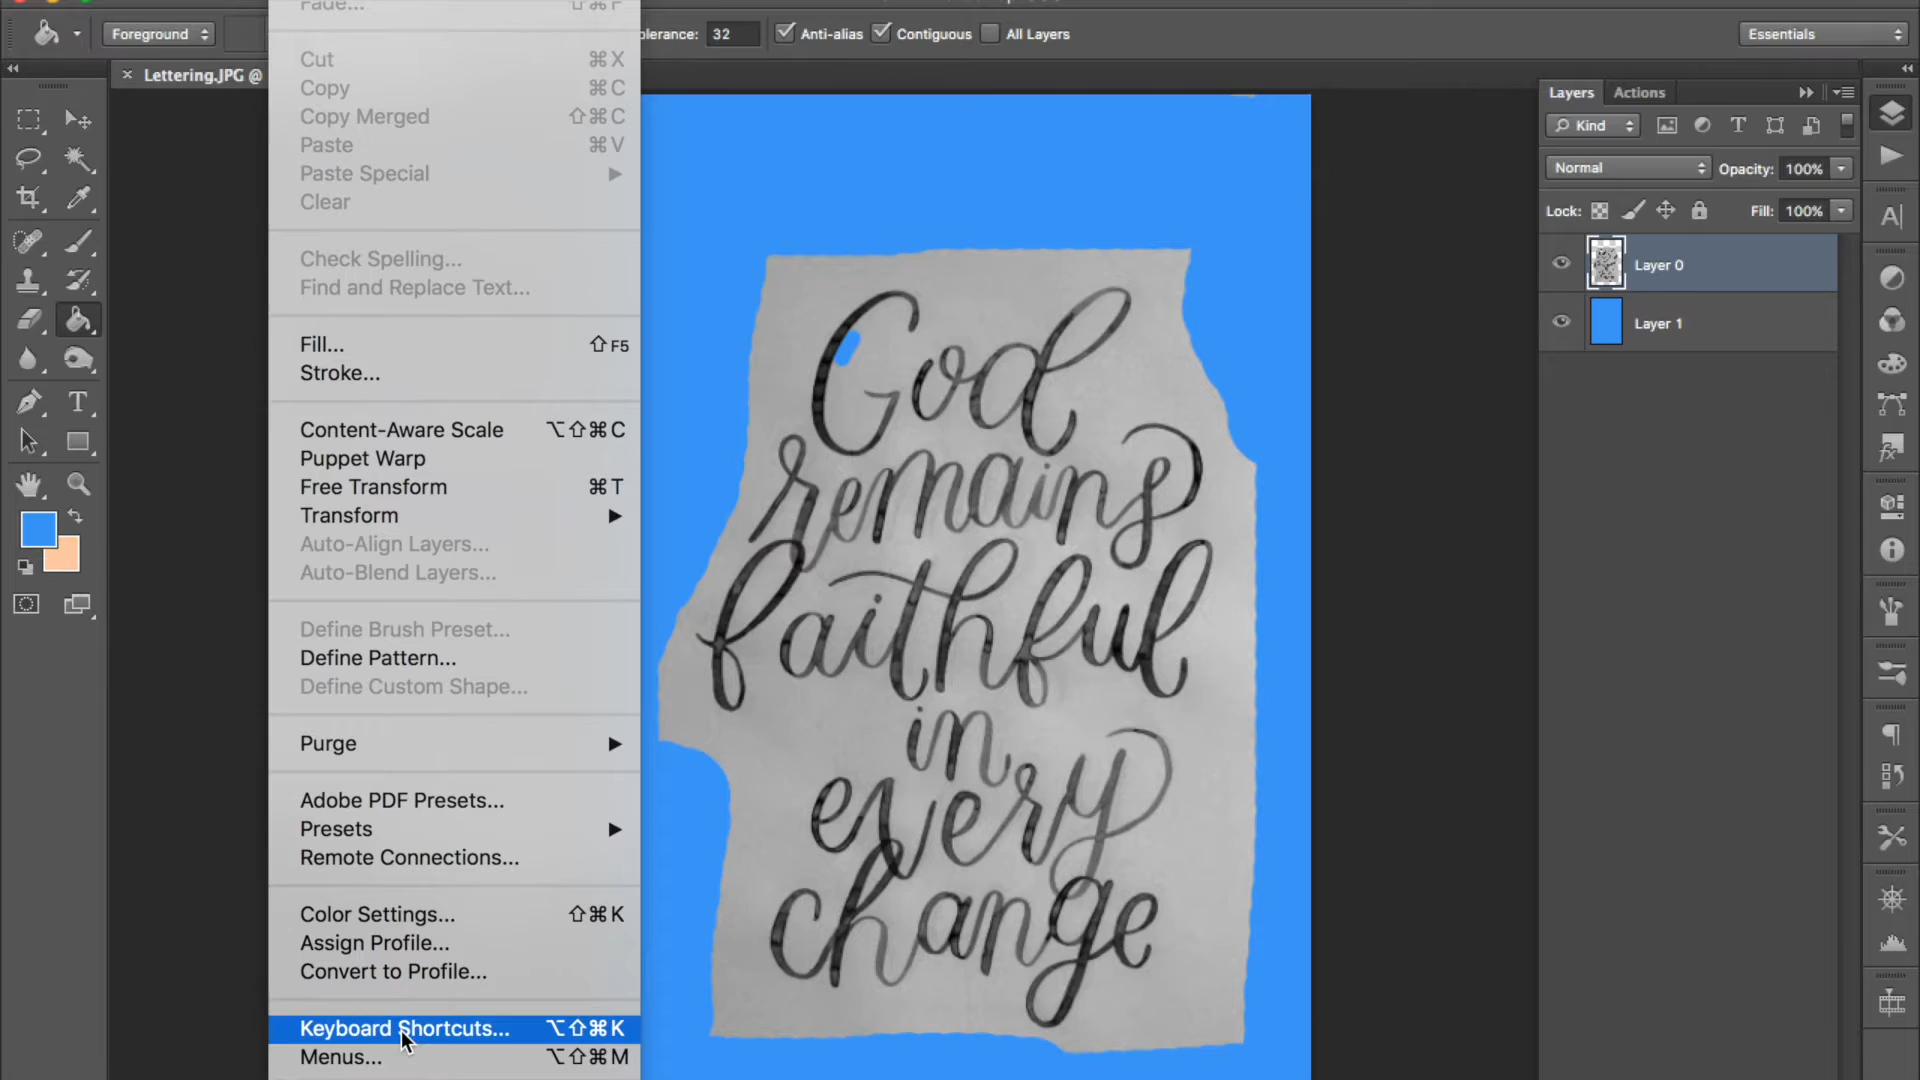 Fade... ⇧⌘F
Foreground
olerance: 32 Anti-alias Contiguous All Layers
Essentials
× Lettering.JPG @
Cut ⌘X
Copy ⌘C
Copy Merged ⇧⌘C
Paste ⌘V
Paste Special
Clear
Check Spelling...
Find and Replace Text...
Fill... ⇧F5
Stroke...
Content-Aware Scale ⌥⇧⌘C
Puppet Warp
Free Transform ⌘T
Transform
Auto-Align Layers...
Auto-Blend Layers...
Define Brush Preset...
Define Pattern...
Define Custom Shape...
Purge
Adobe PDF Presets...
Presets
Remote Connections...
Color Settings... ⇧⌘K
Assign Profile...
Convert to Profile...
Keyboard Shortcuts... ⌥⇧⌘K
Menus... ⌥⇧⌘M
God
remains
faithful
in
every
change
Layers Actions
Kind
Normal Opacity: 100%
Lock: Fill: 100%
Layer 0
Layer 1